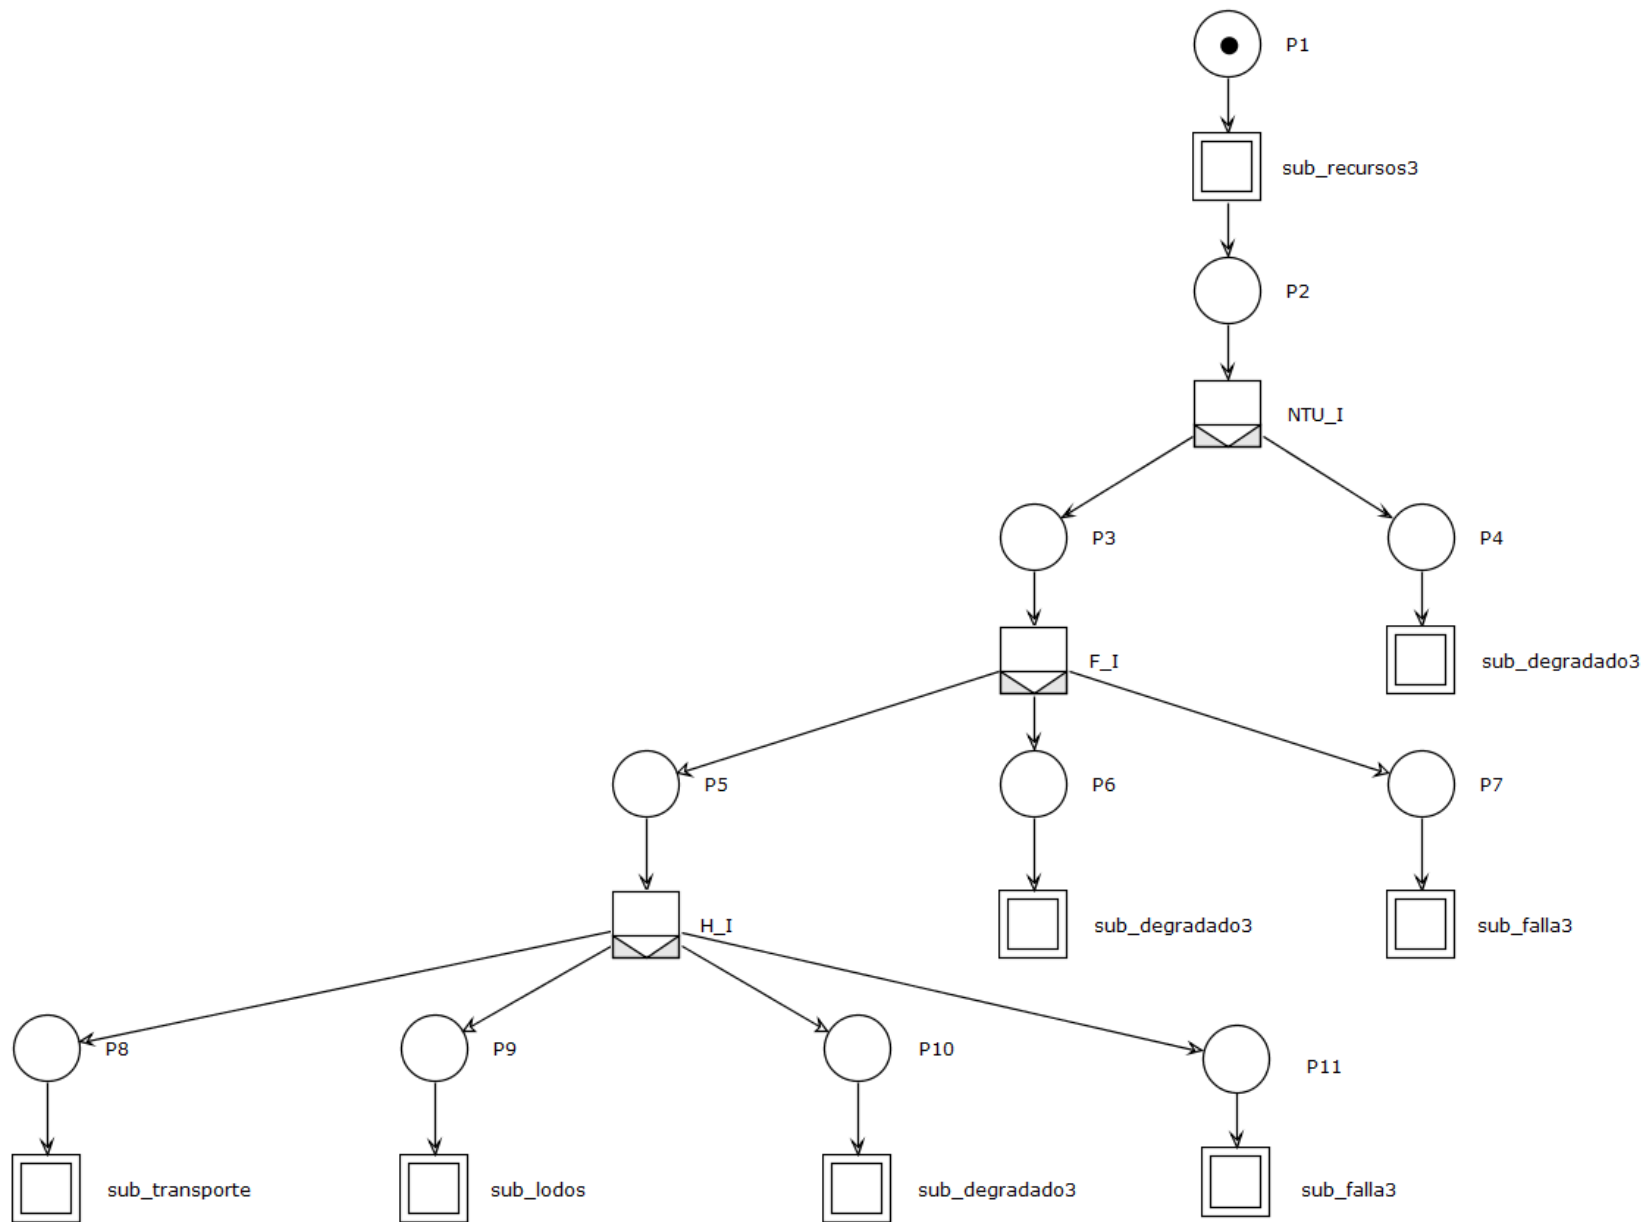 P1
sub_recursos3
P2
NTU_I
P3
P4
F_I
sub_degradado3
P5
P6
P7
H_I
sub_degradado3
sub_falla3
P8
P9
P10
P11
sub_transporte
sub_lodos
sub_degradado3
sub_falla3